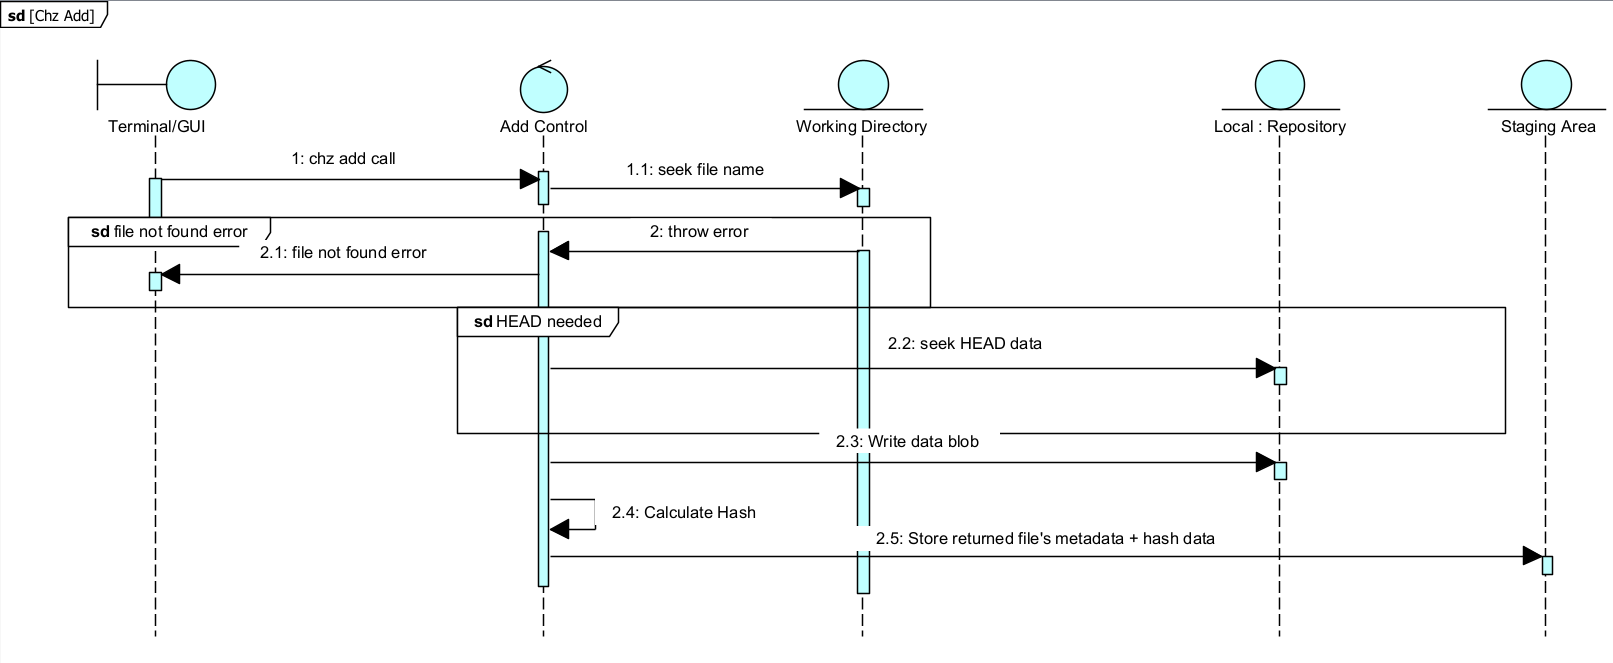 sd [Chz Add]
Terminal/GUI
Add Control
Working Directory
Local : Repository
Staging Area
1: chz add call
1.1: seek file name
sd file not found error
2: throw error
2.1: file not found error
sd HEAD needed
2.2: seek HEAD data
2.3: Write data blob
2.4: Calculate Hash
2.5: Store returned file's metadata + hash data